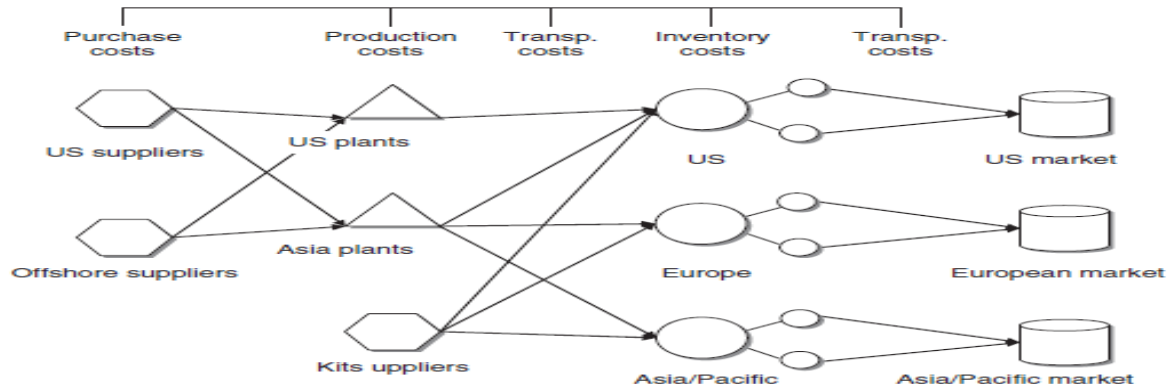 Purchase costs
Production costs
Transp. costs
Inventory costs
Transp. costs
US suppliers
US plants
US
US market
Offshore suppliers
Asia plants
Europe
European market
Kits uppliers
Asia/Pacific
Asia/Pacific market